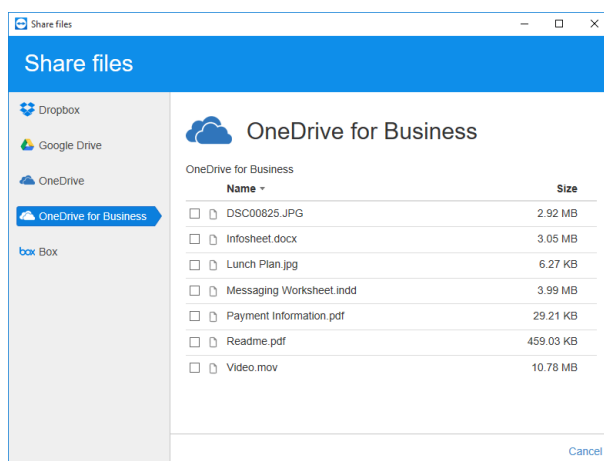 Share files
Share files
Dropbox
Google Drive
OneDrive
OneDrive for Business
box Box
OneDrive for Business
OneDrive for Business
Name Size
DSC00825.JPG 2.92 MB
Infosheet.docx 3.05 MB
Lunch Plan.jpg 6.27 KB
Messaging Worksheet.indd 3.99 MB
Payment Information.pdf 29.21 KB
Readme.pdf 459.03 KB
Video.mov 10.78 MB
Cancel